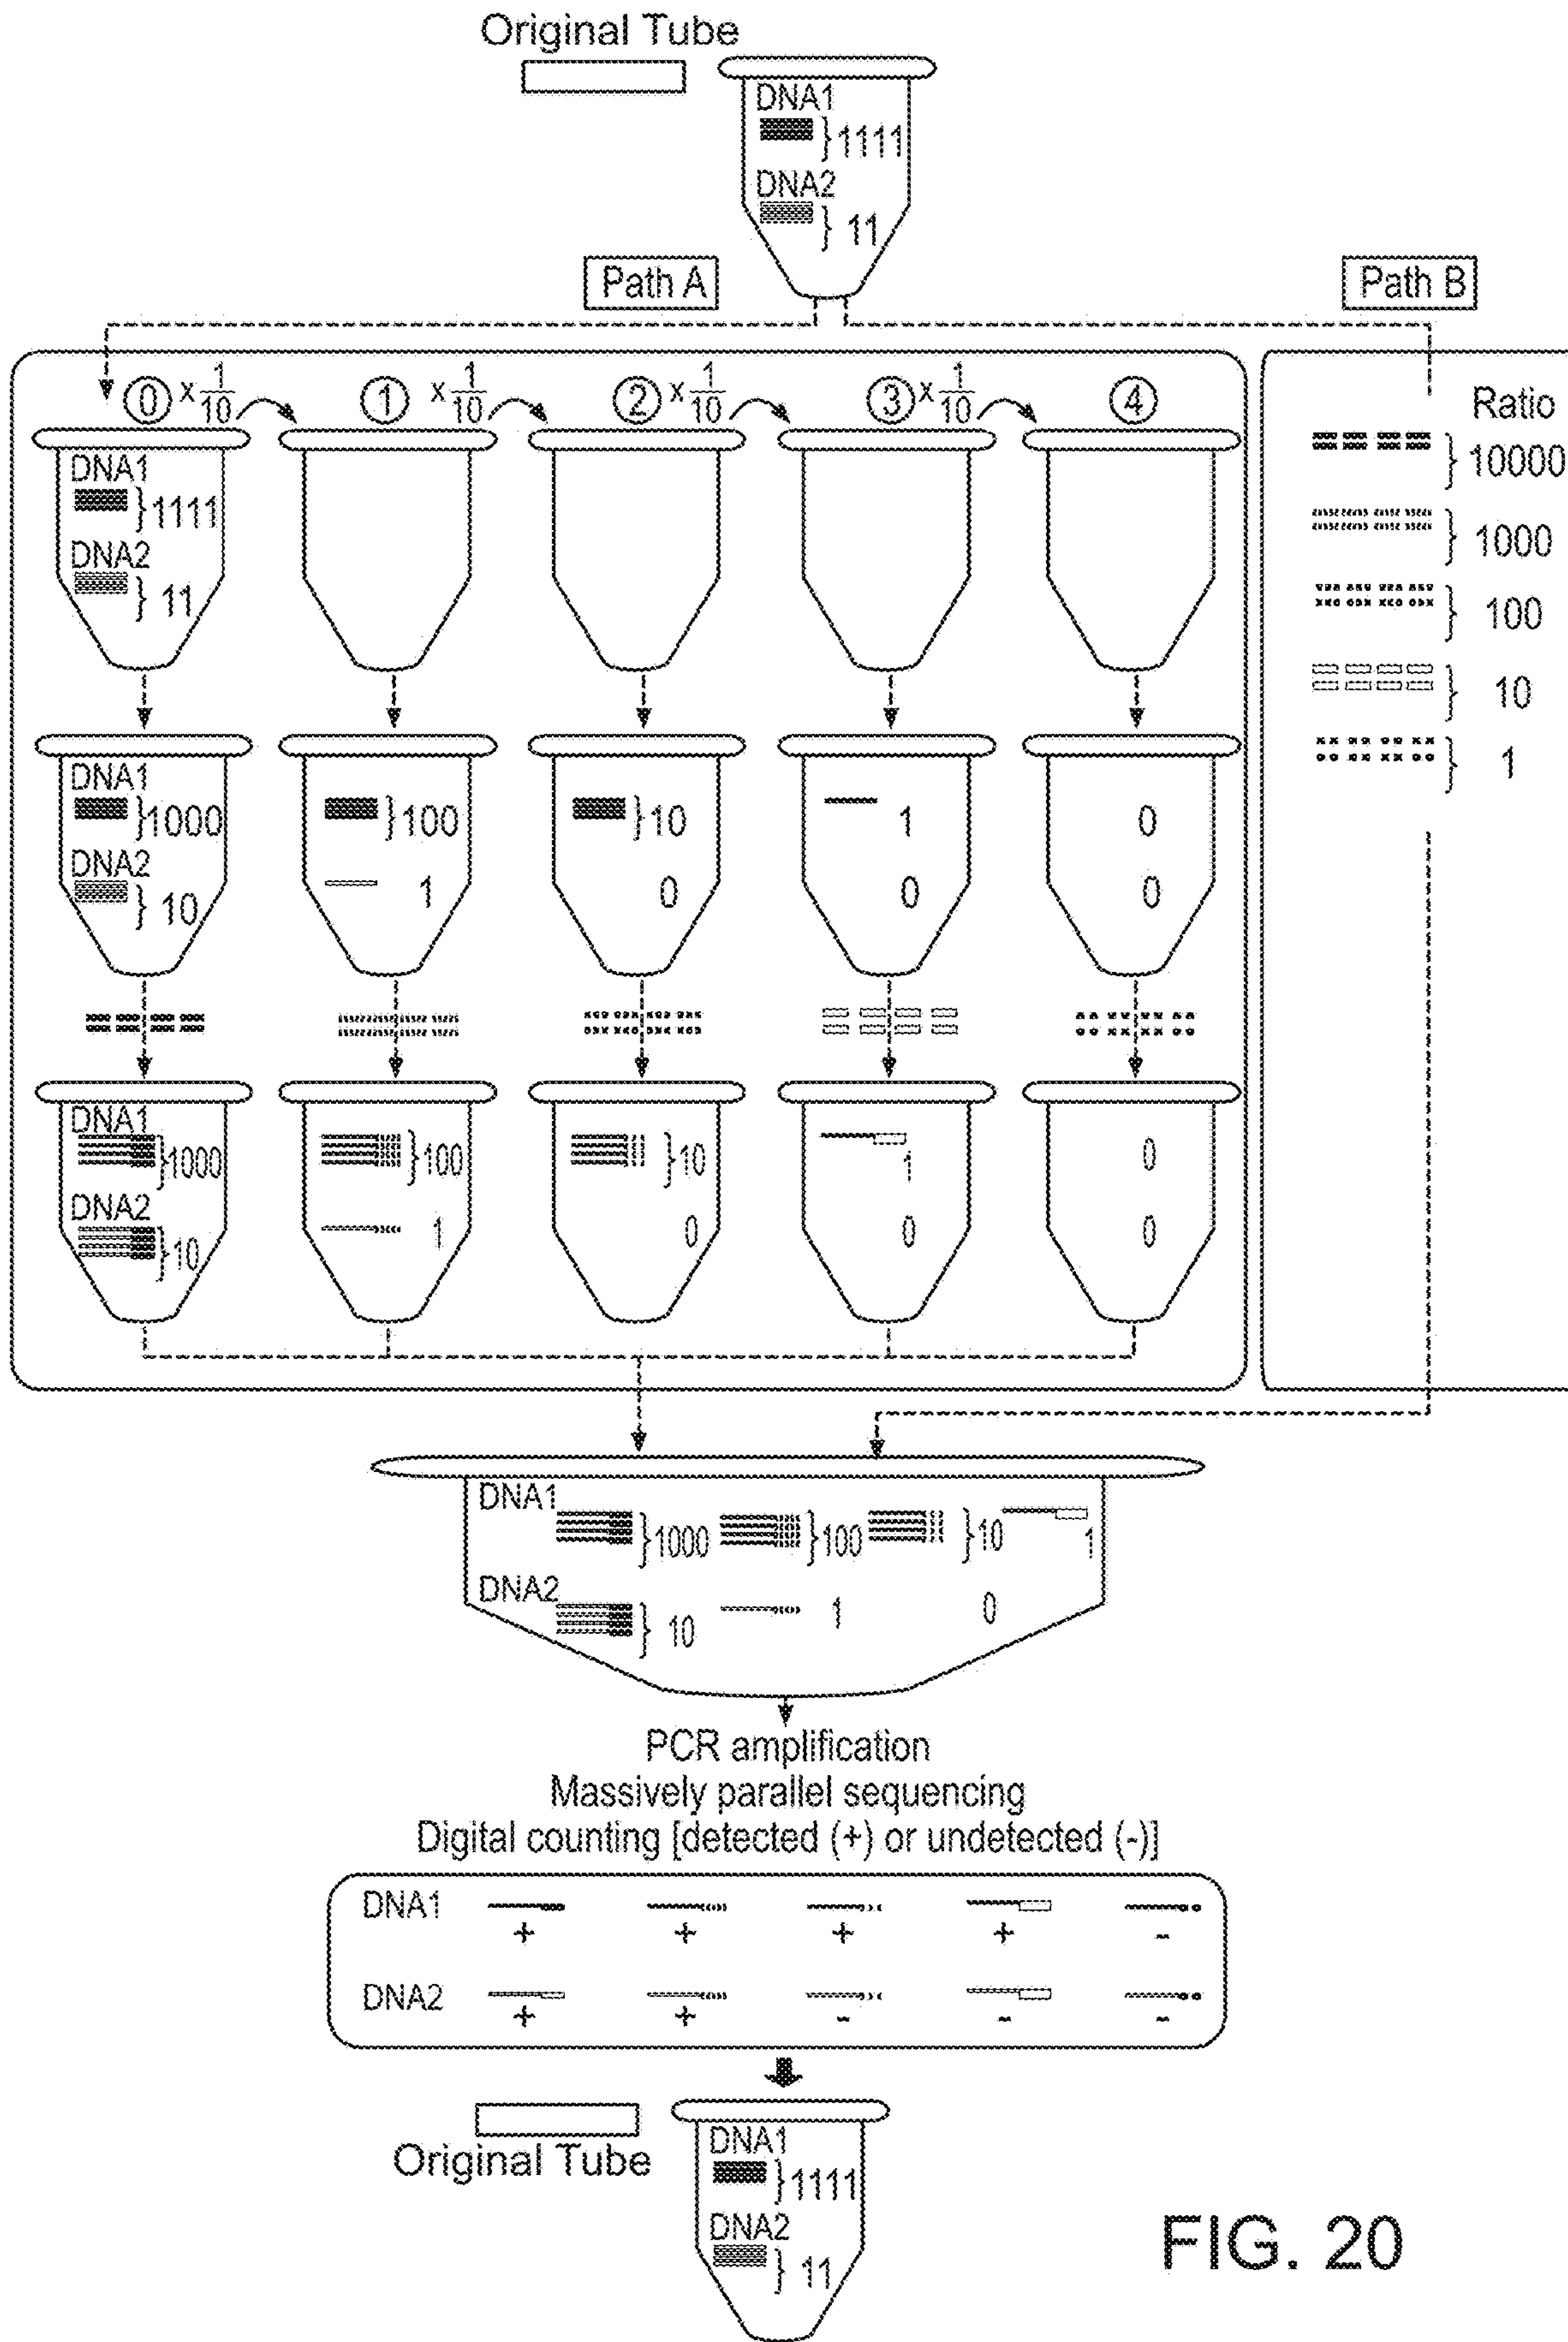 Original Tube
DNA1
1111
DNA2
11
Path A
Path B
0 x 1/10 1 x 1/10 2 x 1/10 3 x 1/10 4
Ratio
10000
1000
100
10
1
DNA1
1111
DNA2
11
DNA1
1000 100 10 1 0
DNA2
10 1 0 0 0
DNA1
1000 100 10 1 0
DNA2
10 1 0 0 0
DNA1
1000 100 10 1
DNA2
10 1 0
PCR amplification
Massively parallel sequencing
Digital counting [detected (+) or undetected (-)]
DNA1
+ + + + -
DNA2
+ + - - -
Original Tube
DNA1
1111
DNA2
11
FIG. 20